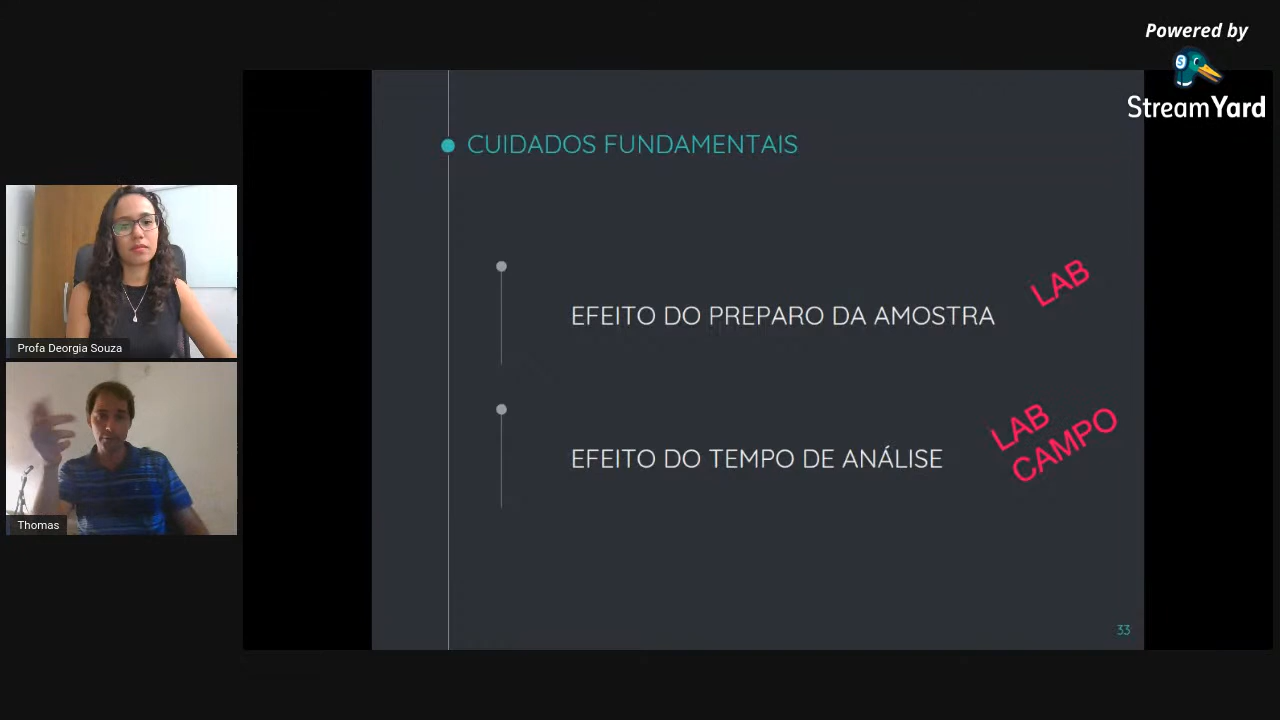 Powered by
StreamYard
CUIDADOS FUNDAMENTAIS
EFEITO DO PREPARO DA AMOSTRA
LAB
EFEITO DO TEMPO DE ANÁLISE
LAB
CAMPO
Profa Deorgia Souza
Thomas
33